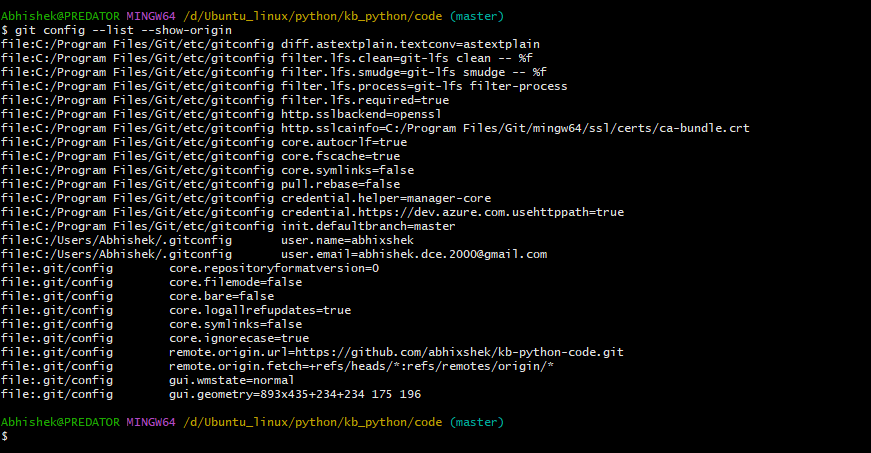 Abhishek@PREDATOR MINGW64 /d/Ubuntu_linux/python/kb_python/code (master)
$ git config --list --show-origin
file:C:/Program Files/Git/etc/gitconfig diff.astextplain.textconv=astextplain
file:C:/Program Files/Git/etc/gitconfig filter.lfs.clean=git-lfs clean -- %f
file:C:/Program Files/Git/etc/gitconfig filter.lfs.smudge=git-lfs smudge -- %f
file:C:/Program Files/Git/etc/gitconfig filter.lfs.process=git-lfs filter-process
file:C:/Program Files/Git/etc/gitconfig filter.lfs.required=true
file:C:/Program Files/Git/etc/gitconfig http.sslbackend=openssl
file:C:/Program Files/Git/etc/gitconfig http.sslcainfo=C:/Program Files/Git/mingw64/ssl/certs/ca-bundle.crt
file:C:/Program Files/Git/etc/gitconfig core.autocrlf=true
file:C:/Program Files/Git/etc/gitconfig core.fscache=true
file:C:/Program Files/Git/etc/gitconfig core.symlinks=false
file:C:/Program Files/Git/etc/gitconfig pull.rebase=false
file:C:/Program Files/Git/etc/gitconfig credential.helper=manager-core
file:C:/Program Files/Git/etc/gitconfig credential.https://dev.azure.com.usehttppath=true
file:C:/Program Files/Git/etc/gitconfig init.defaultbranch=master
file:C:/Users/Abhishek/.gitconfig       user.name=abhixshek
file:C:/Users/Abhishek/.gitconfig       user.email=abhishek.dce.2000@gmail.com
file:.git/config        core.repositoryformatversion=0
file:.git/config        core.filemode=false
file:.git/config        core.bare=false
file:.git/config        core.logallrefupdates=true
file:.git/config        core.symlinks=false
file:.git/config        core.ignorecase=true
file:.git/config        remote.origin.url=https://github.com/abhixshek/kb-python-code.git
file:.git/config        remote.origin.fetch=+refs/heads/*:refs/remotes/origin/*
file:.git/config        gui.wmstate=normal
file:.git/config        gui.geometry=893x435+234+234 175 196
Abhishek@PREDATOR MINGW64 /d/Ubuntu_linux/python/kb_python/code (master)
$